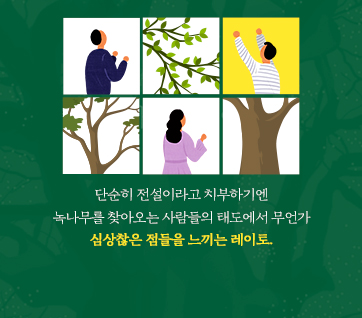 단순히 전설이라고 치부하기엔
녹나무를 찾아오는 사람들의 태도에서 무언가
심상찮은 점들을 느끼는 레이토.